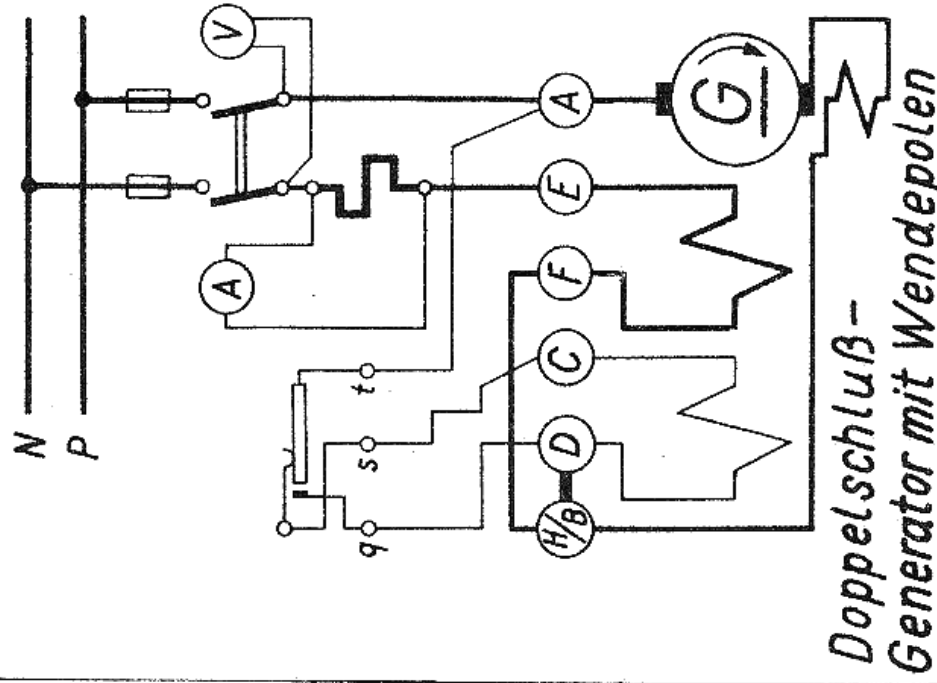 N
P
V
A
t
s
q
A
E
F
C
D
H/B
G
Doppelschluß-
Generator mit Wendepolen